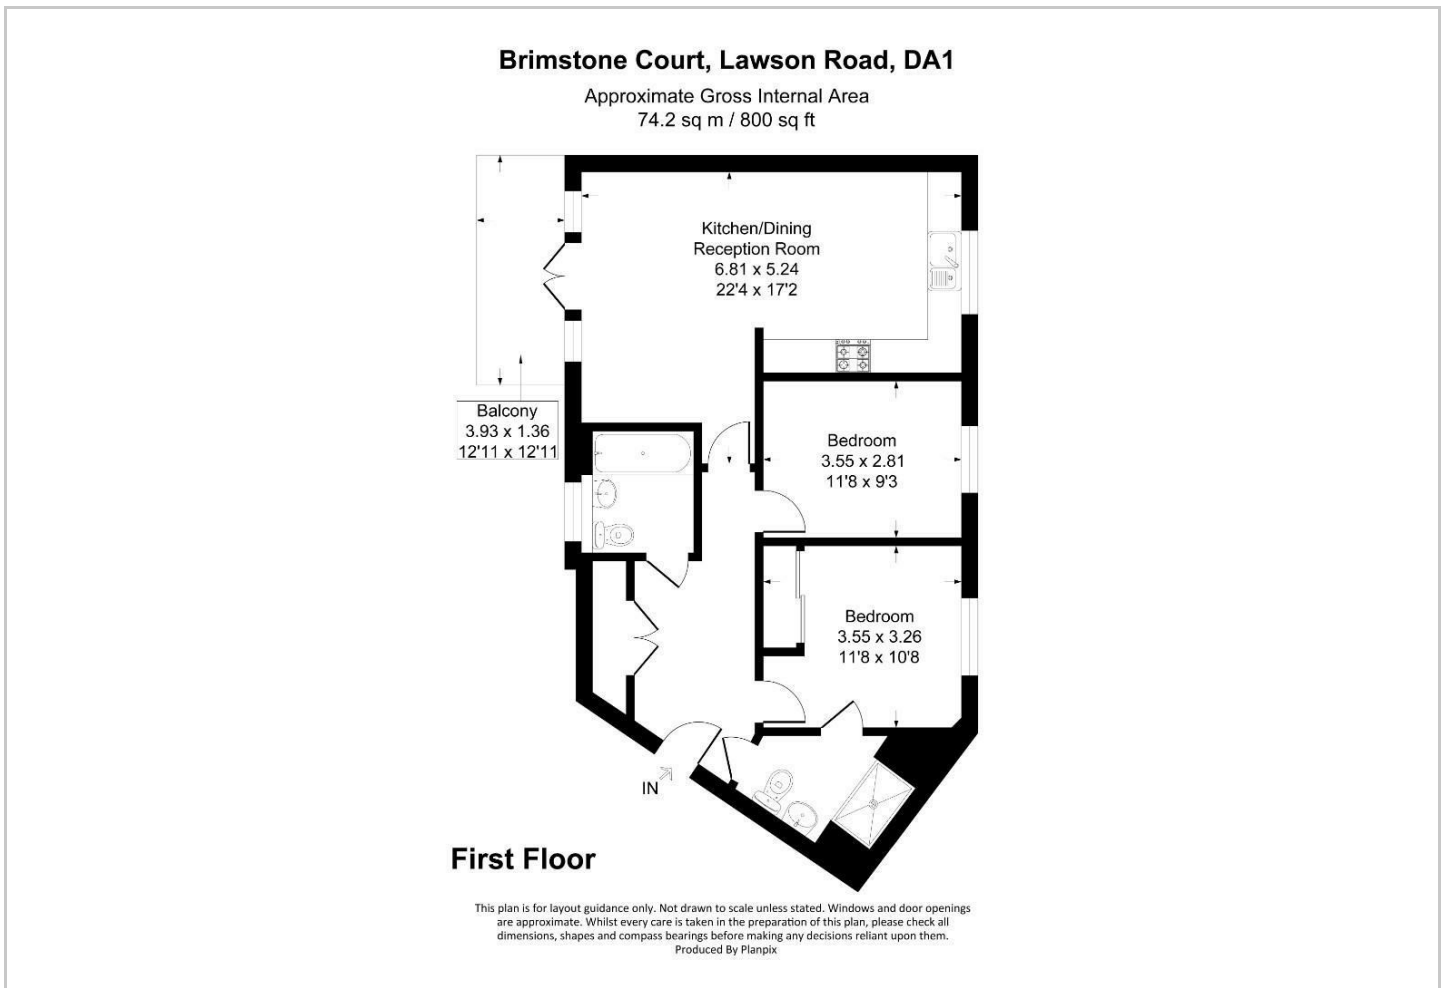 Brimstone Court, Lawson Road, DA1
Approximate Gross Internal Area
74.2 sq m / 800 sq ft
Kitchen/Dining
Reception Room
6.81 x 5.24
22'4 x 17'2
Balcony
3.93 x 1.36
12'11 x 12'11
Bedroom
3.55 x 2.81
11'8 x 9'3
Bedroom
3.55 x 3.26
11'8 x 10'8
IN
First Floor
This plan is for layout guidance only. Not drawn to scale unless stated. Windows and door openings
are approximate. Whilst every care is taken in the preparation of this plan, please check all
dimensions, shapes and compass bearings before making any decisions reliant upon them.
Produced By Planpix